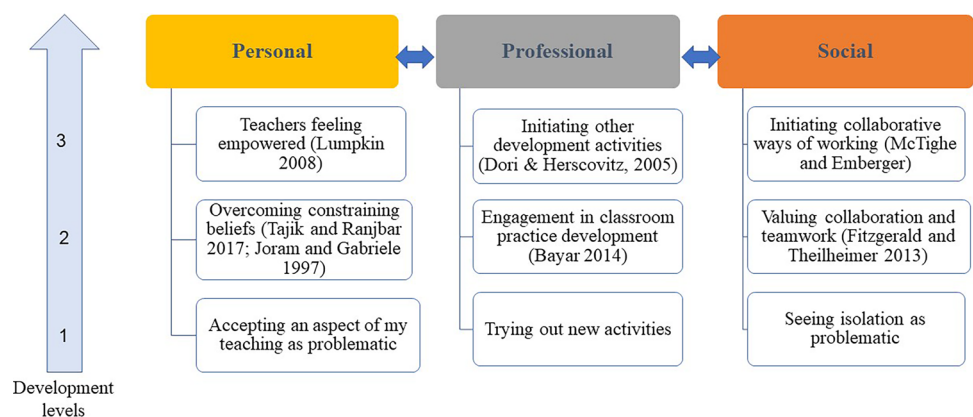 Personal
Professional
Social
3
Teachers feeling
empowered (Lumpkin
2008)
Initiating other
development activities
(Dori & Herscovitz, 2005)
Initiating collaborative
ways of working (McTighe
and Emberger)
2
Overcoming constraining
beliefs (Tajik and Ranjbar
2017; Joram and Gabriele
1997)
Engagement in classroom
practice development
(Bayar 2014)
Valuing collaboration and
teamwork (Fitzgerald and
Theilheimer 2013)
1
Accepting an aspect of my
teaching as problematic
Trying out new activities
Seeing isolation as
problematic
Development
levels